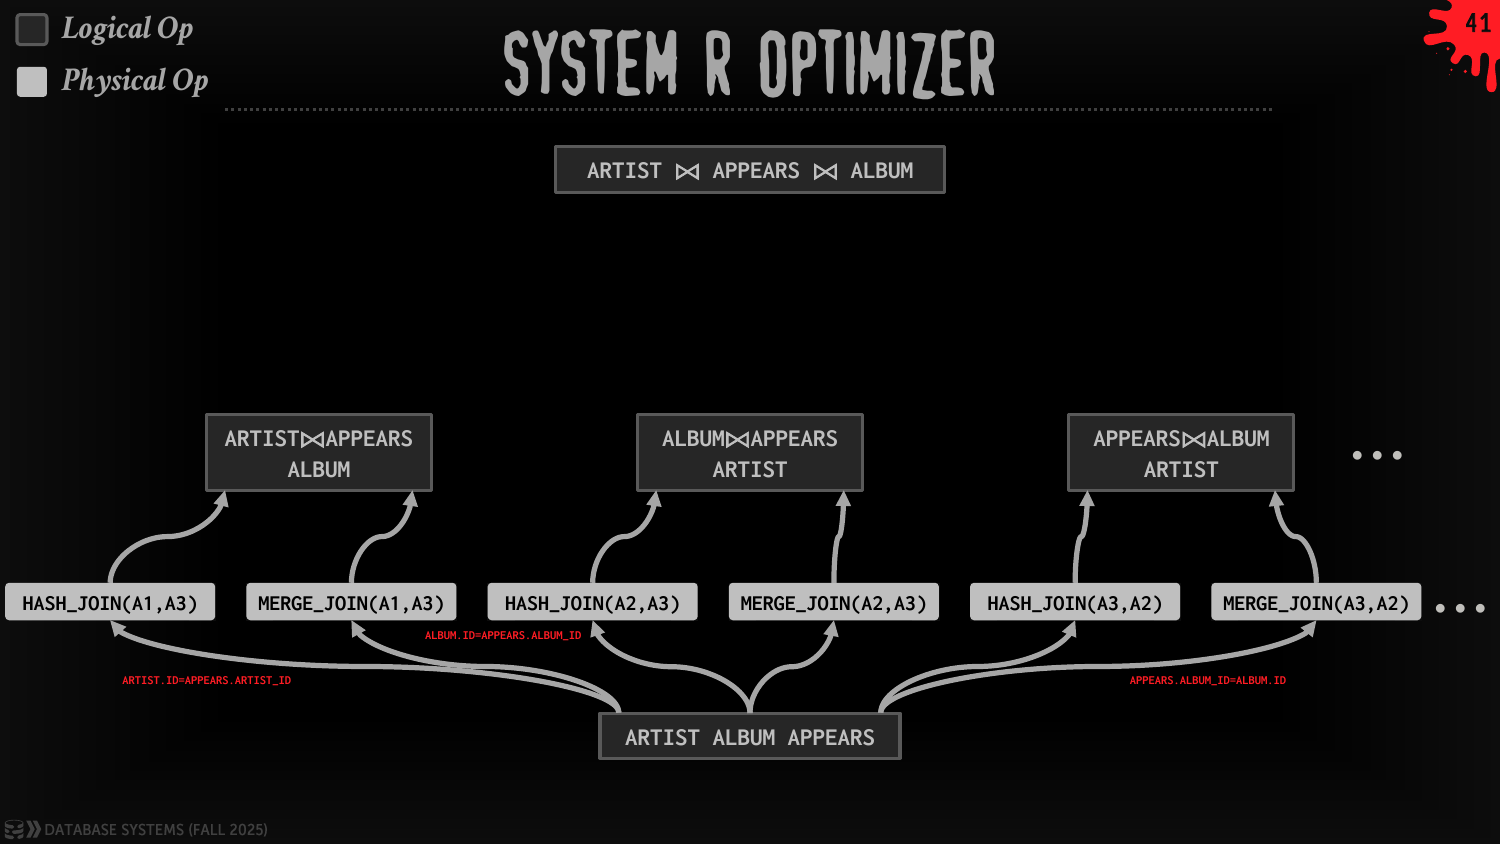 Logical Op
Physical Op
SYSTEM R OPTIMIZER
41
ARTIST ⋈ APPEARS ⋈ ALBUM
ARTIST⋈APPEARS
ALBUM
ALBUM⋈APPEARS
ARTIST
APPEARS⋈ALBUM
ARTIST
...
HASH_JOIN(A1,A3)
MERGE_JOIN(A1,A3)
HASH_JOIN(A2,A3)
MERGE_JOIN(A2,A3)
HASH_JOIN(A3,A2)
MERGE_JOIN(A3,A2)
...
ALBUM.ID=APPEARS.ALBUM_ID
ARTIST.ID=APPEARS.ARTIST_ID
APPEARS.ALBUM_ID=ALBUM.ID
ARTIST ALBUM APPEARS
DATABASE SYSTEMS (FALL 2025)